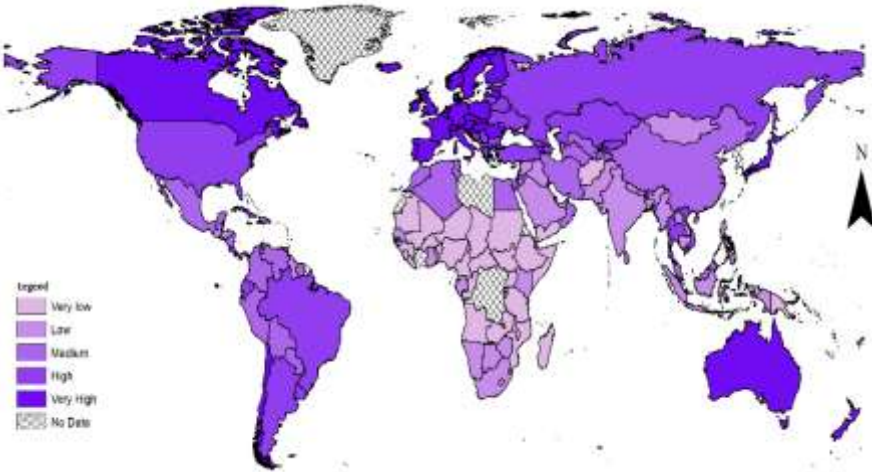 N
Legend
Very low
Low
Medium
High
Very High
No Data